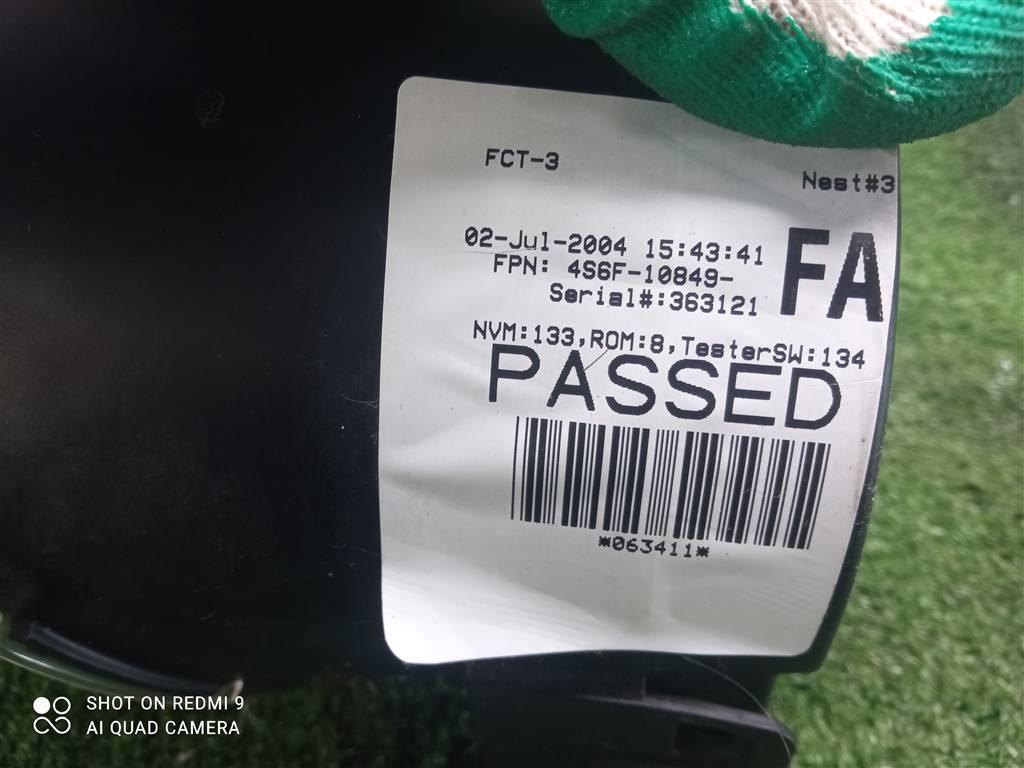 FCT-3
Nest#3
02-Jul-2004 15:43:41
FPN: 4S6F-10849-
FA
Serial#:363121
NVM:133,ROM:8,TesterSW:134
PASSED
*063411*
SHOT ON REDMI 9
AI QUAD CAMERA